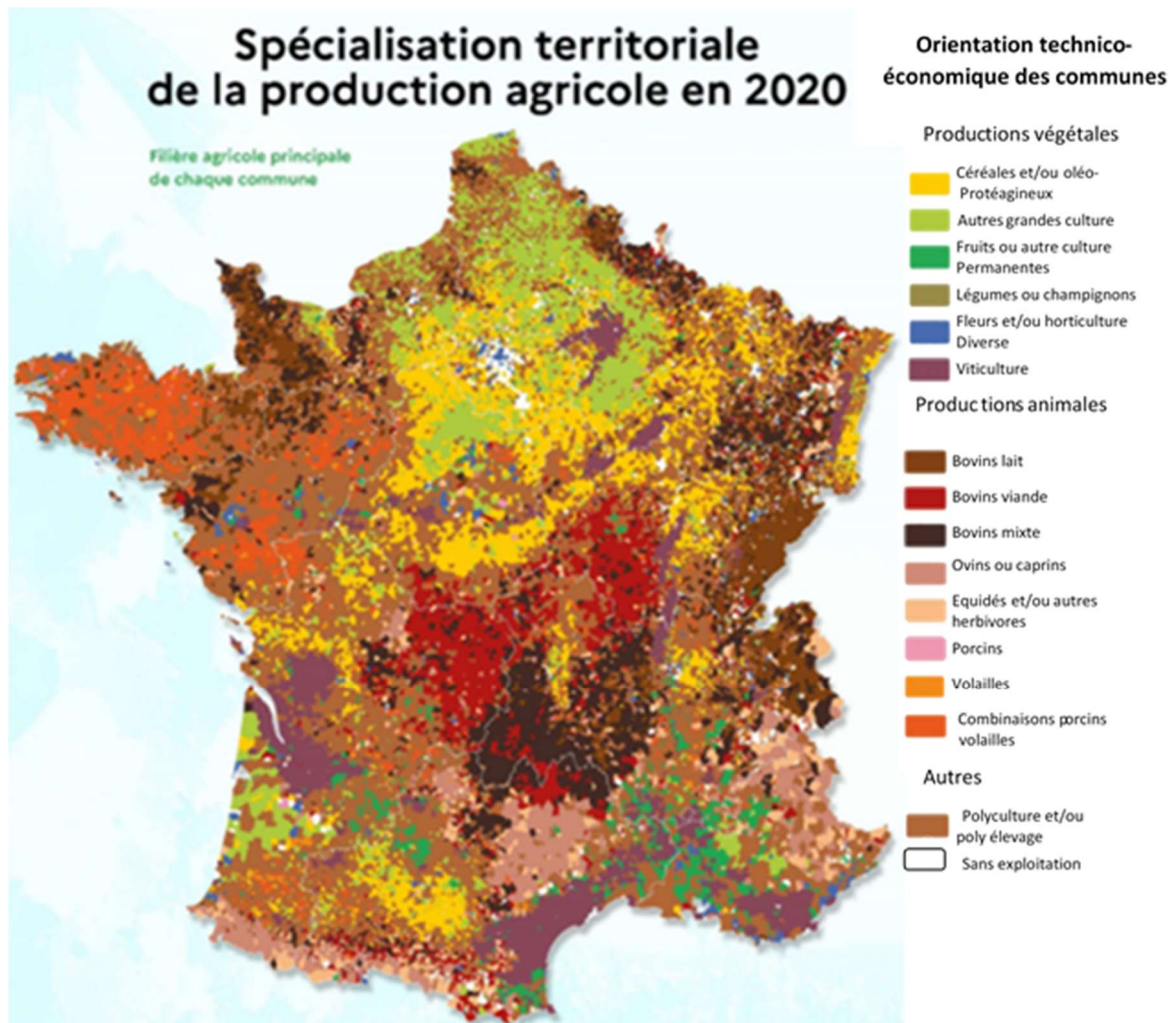 Spécialisation territoriale
de la production agricole en 2020
Filière agricole principale
de chaque commune
Orientation technico-
économique des communes
Productions végétales
Céréales et/ou oléo-
Protéagineux
Autres grandes culture
Fruits ou autre culture
Permanentes
Légumes ou champignons
Fleurs et/ou horticulture
Diverse
Viticulture
Productions animales
Bovins lait
Bovins viande
Bovins mixte
Ovins ou caprins
Equidés et/ou autres
herbivores
Porcins
Volailles
Combinaisons porcins
volailles
Autres
Polyculture et/ou
poly élevage
Sans exploitation